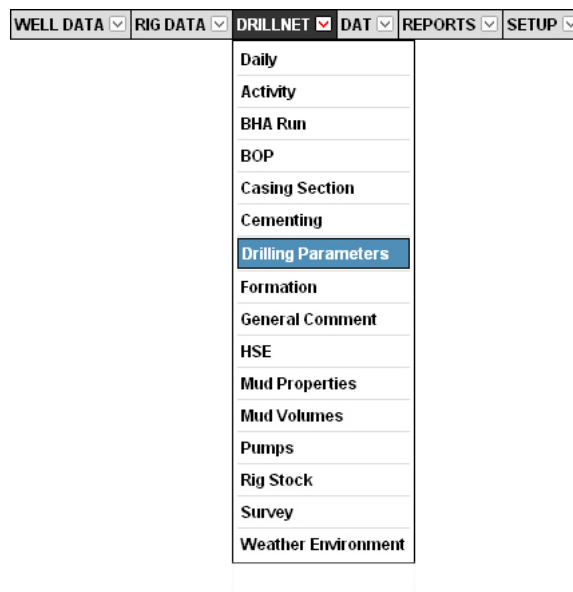 WELL DATA RIG DATA DRILLNET DAT REPORTS SETUP
Daily
Activity
BHA Run
BOP
Casing Section
Cementing
Drilling Parameters
Formation
General Comment
HSE
Mud Properties
Mud Volumes
Pumps
Rig Stock
Survey
Weather Environment